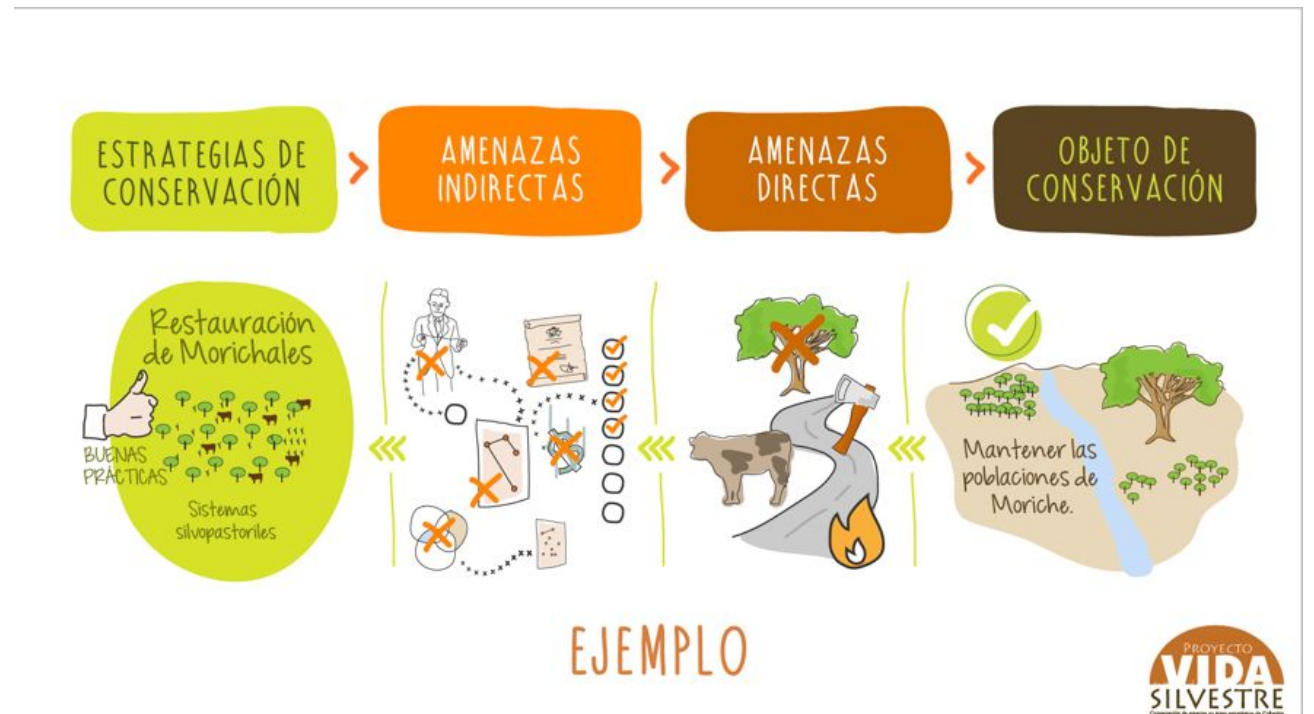 ESTRATEGIAS DE
CONSERVACIÓN
AMENAZAS
INDIRECTAS
AMENAZAS
DIRECTAS
OBJETO DE
CONSERVACIÓN
Restauración
de Morichales
BUENAS
PRÁCTICAS
Sistemas
silvopastoriles
$
Mantener las
poblaciones de
Moriche.
EJEMPLO
PROYECTO
VIDA
SILVESTRE